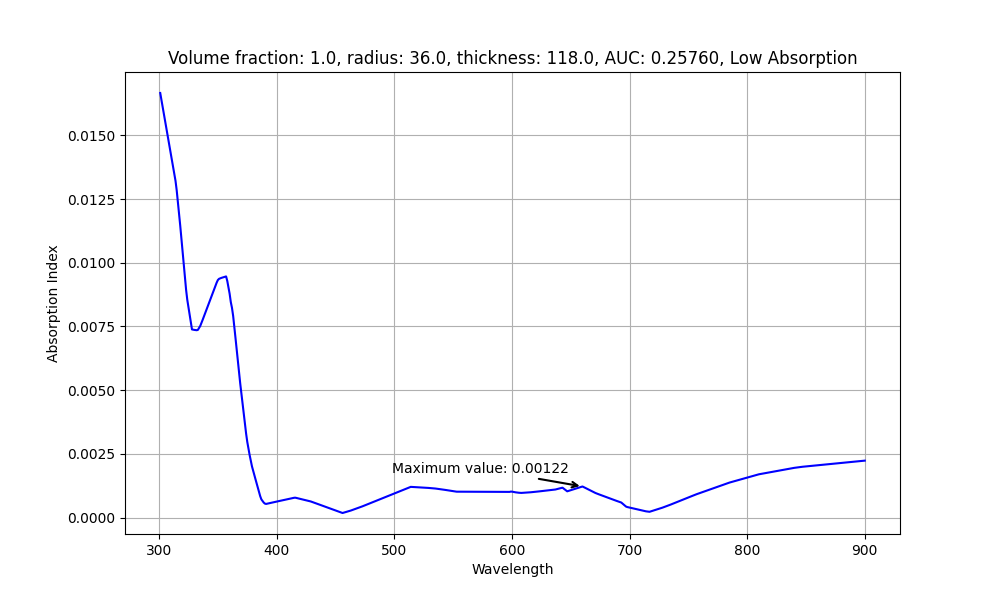 Volume fraction: 1.0, radius: 36.0, thickness: 118.0, AUC: 0.25760, Low Absorption
0.0150
0.0125
0.0100
0.0075
0.0050
0.0025
0.0000
Absorption Index
Maximum value: 0.00122
300 400 500 600 700 800 900
Wavelength